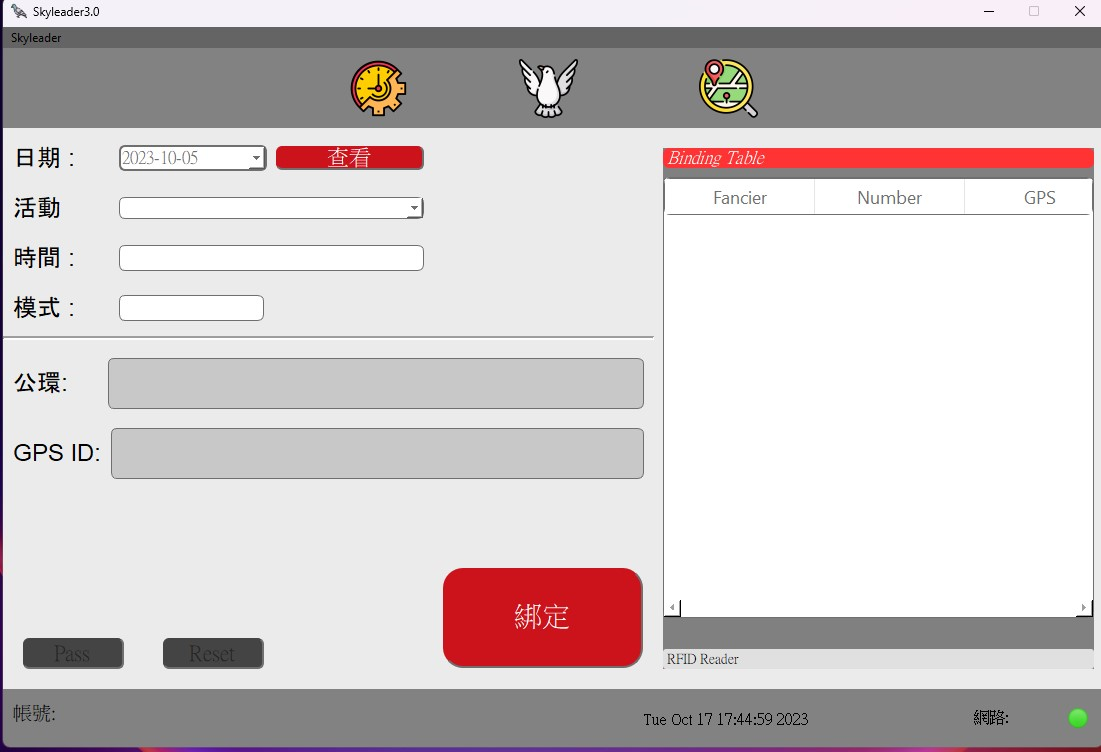 Skyleader3.0
Skyleader
日期 :
2023-10-05
查看
活動
時間 :
模式 :
公環:
GPS ID:
綁定
Pass
Reset
Binding Table
Fancier
Number
GPS
RFID Reader
帳號:
Tue Oct 17 17:44:59 2023
網路: